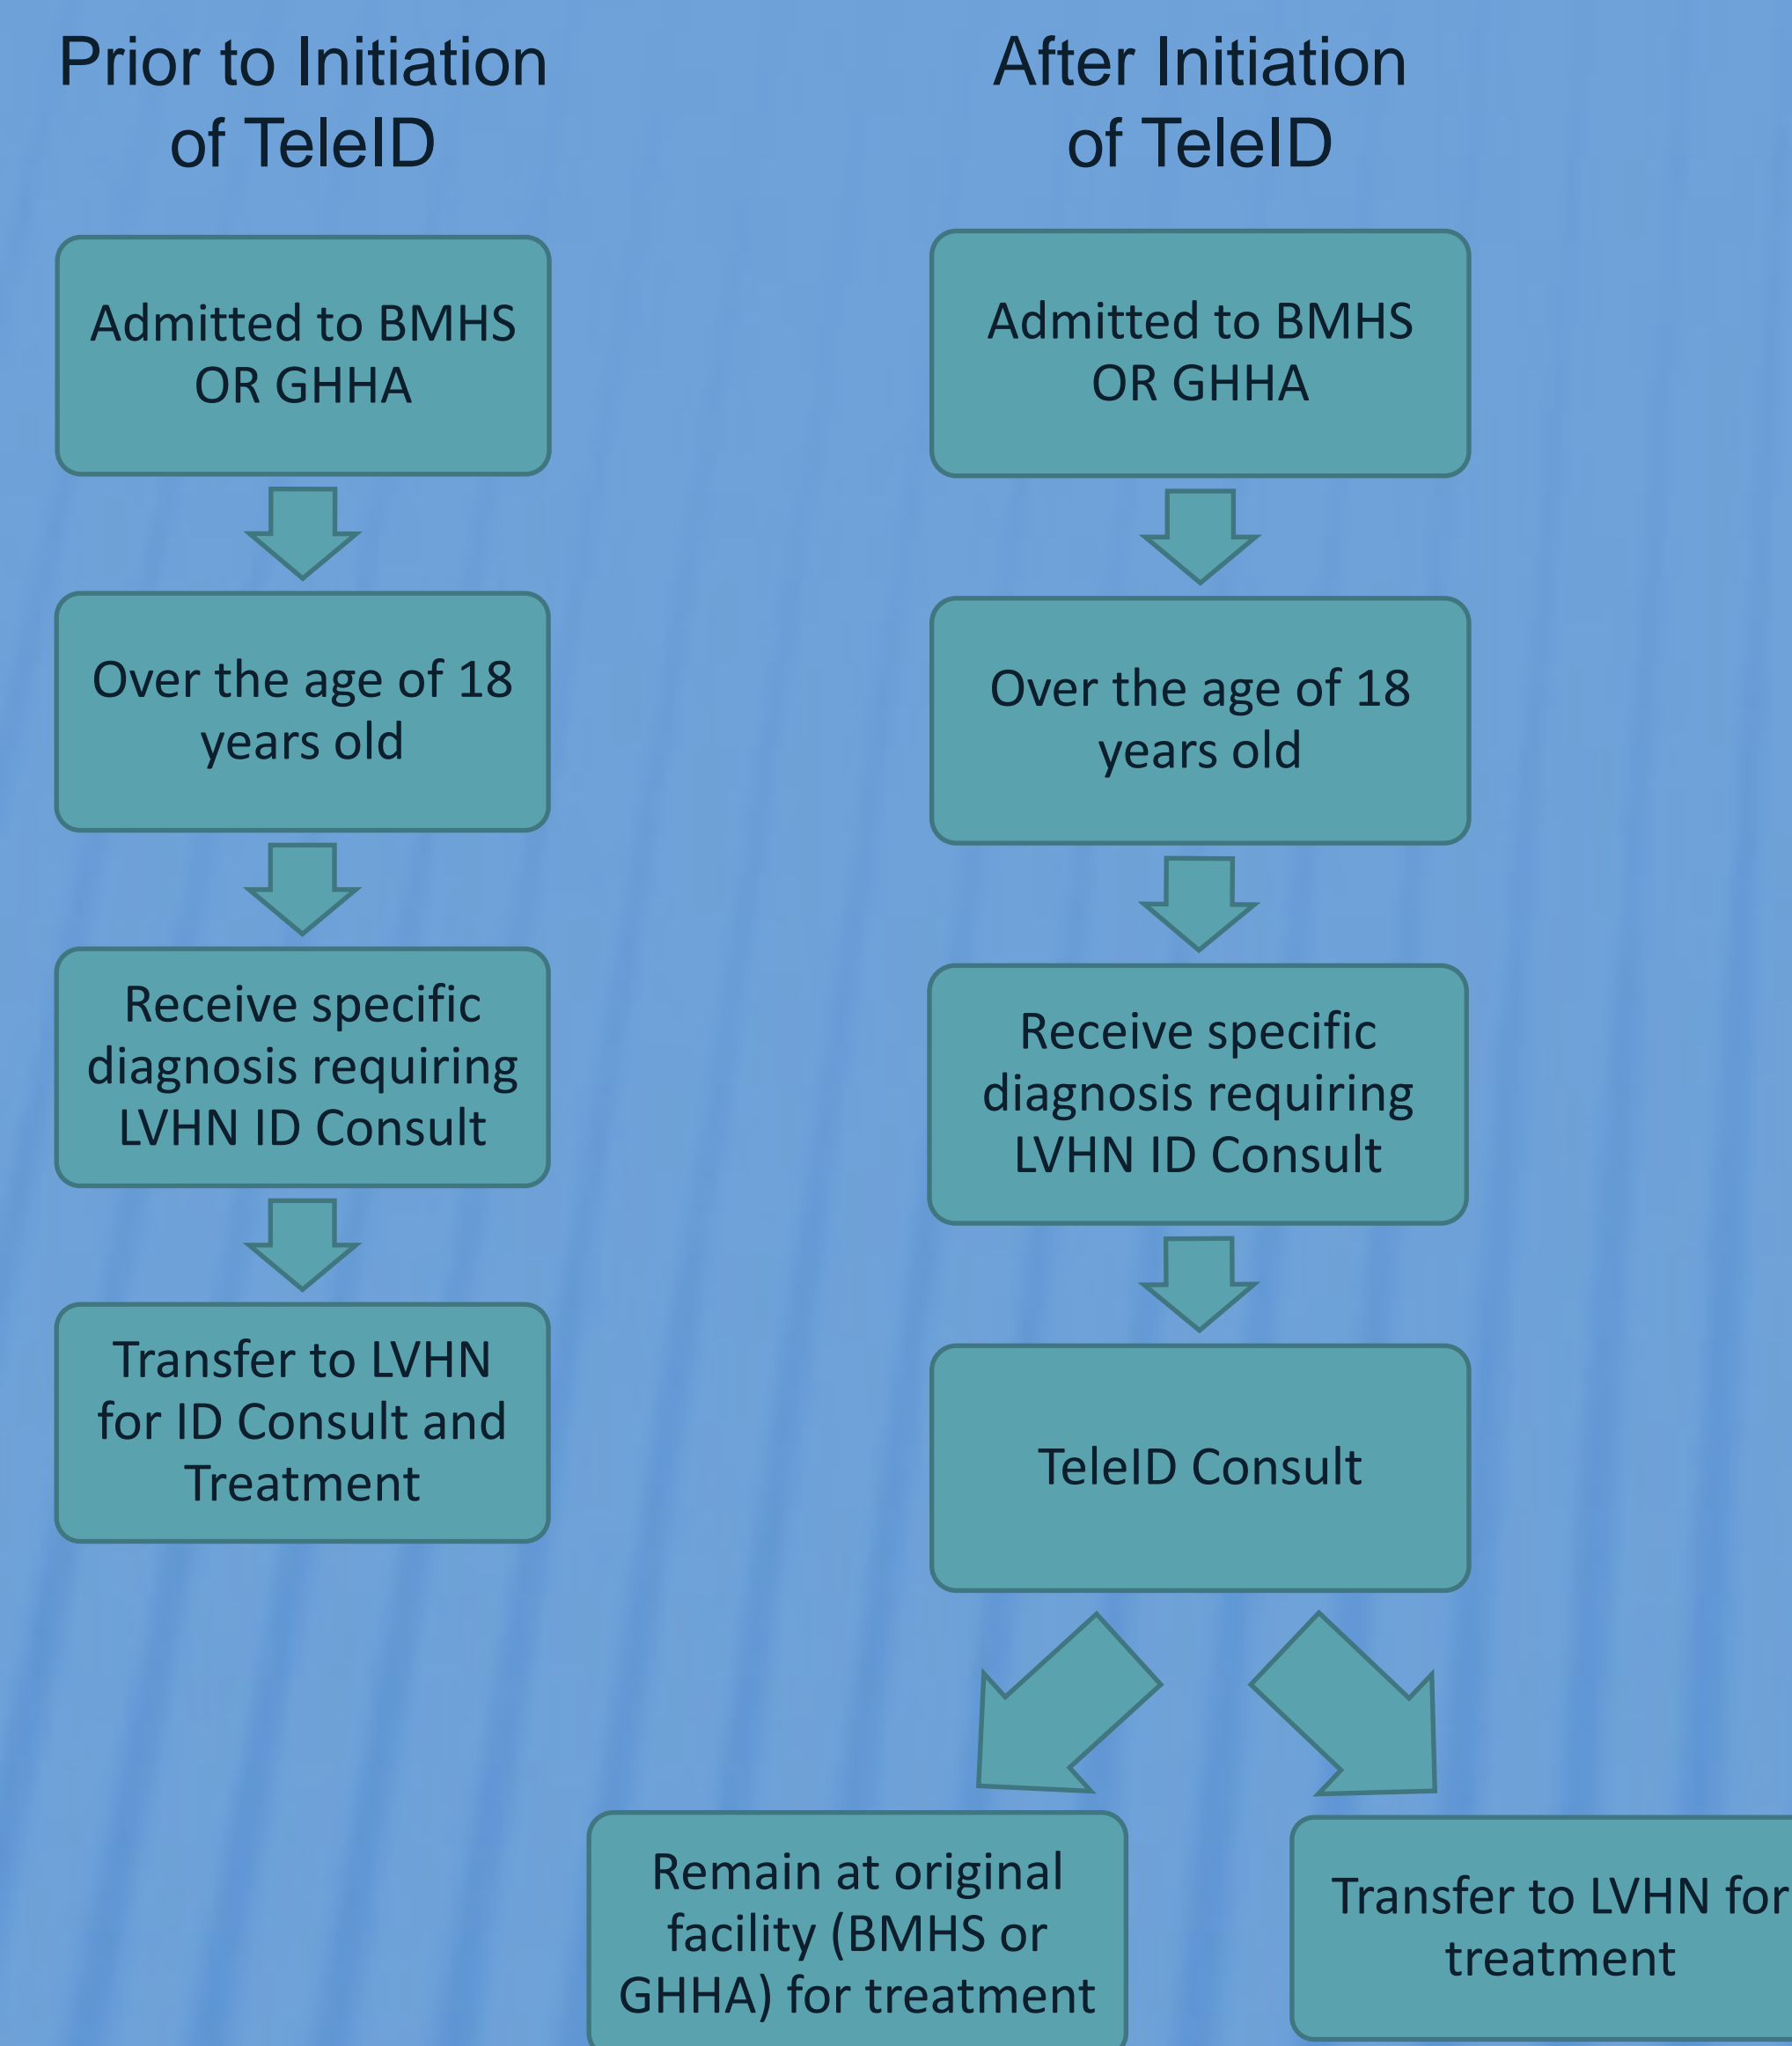 Prior to Initiation
of TeleID
Admitted to BMHS
OR GHHA
Over the age of 18
years old
Receive specific
diagnosis requiring
LVHN ID Consult
Transfer to LVHN
for ID Consult and
Treatment
After Initiation
of TeleID
Admitted to BMHS
OR GHHA
Over the age of 18
years old
Receive specific
diagnosis requiring
LVHN ID Consult
TeleID Consult
Remain at original
facility (BMHS or
GHHA) for treatment
Transfer to LVHN for
treatment